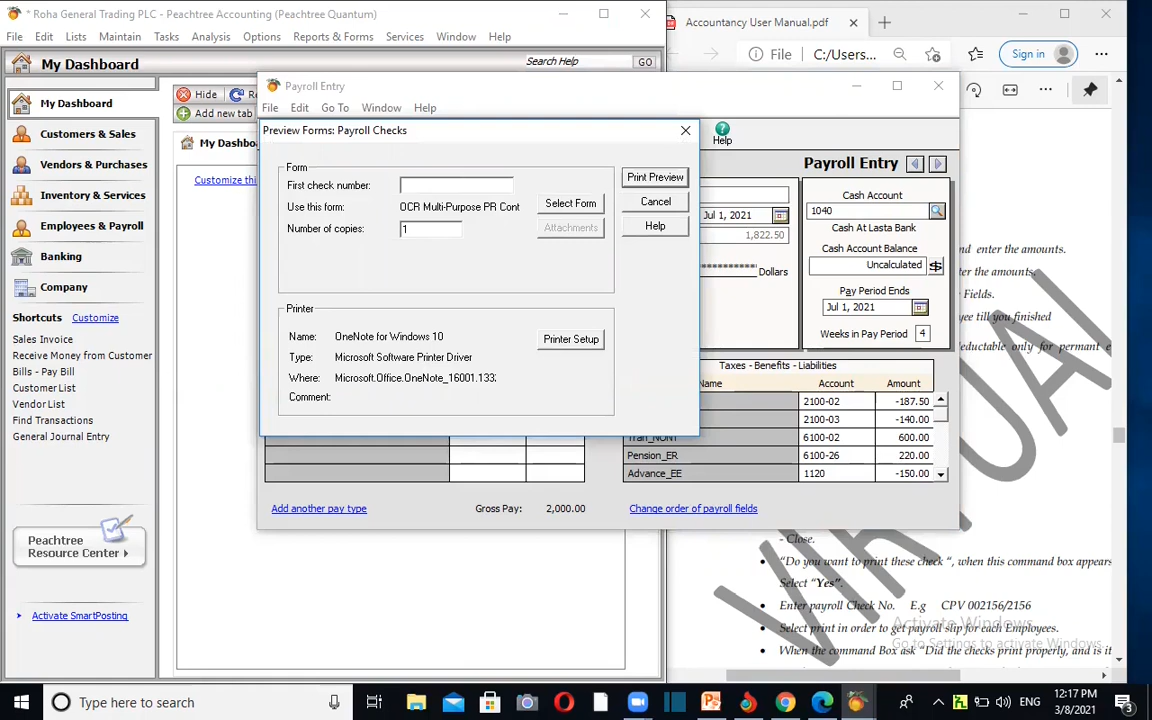 * Roha General Trading PLC - Peachtree Accounting (Peachtree Quantum)
File Edit Lists Maintain Tasks Analysis Options Reports & Forms Services Window Help
My Dashboard
Search Help
GO
My Dashboard
Customers & Sales
Vendors & Purchases
Inventory & Services
Employees & Payroll
Banking
Company
Shortcuts Customize
Sales Invoice
Receive Money from Customer
Bills - Pay Bill
Customer List
Vendor List
Find Transactions
General Journal Entry
Peachtree
Resource Center
Activate SmartPosting
Hide
Add new tab
My Dashbo
Customize thi
Payroll Entry
File Edit Go To Window Help
Help
Preview Forms: Payroll Checks
Form
First check number:
Use this form: OCR Multi-Purpose PR Cont
Number of copies: 1
Select Form
Attachments
Print Preview
Cancel
Help
Printer
Name: OneNote for Windows 10
Type: Microsoft Software Printer Driver
Where: Microsoft.Office.OneNote_16001.133
Comment:
Printer Setup
Payroll Entry
Jul 1, 2021
1,822.50
Dollars
Cash Account
1040
Cash At Lasta Bank
Cash Account Balance
Uncalculated
Pay Period Ends
Jul 1, 2021
Weeks in Pay Period 4
Taxes - Benefits - Liabilities
Name Account Amount
2100-02 -187.50
2100-03 -140.00
Tran_NONT 6100-02 600.00
Pension_ER 6100-26 220.00
Advance_EE 1120 -150.00
Add another pay type
Gross Pay: 2,000.00
Change order of payroll fields
Accountancy User Manual.pdf
File C:/Users...
Sign in
nd enter the amounts.
ter the amounts.
Fields.
yee till you finished
deductable only for permant e
- Close.
"Do you want to print these check ", when this command box appears
Select "Yes".
Enter payroll Check No. E.g CPV 002156/2156
Select print in order to get payroll slip for each Employees.
When the command Box ask "Did the checks print properly, and is it
VIRTUAL
Activate Windows
Go to Settings to activate Windows.
Type here to search
ENG
12:17 PM
3/8/2021
3